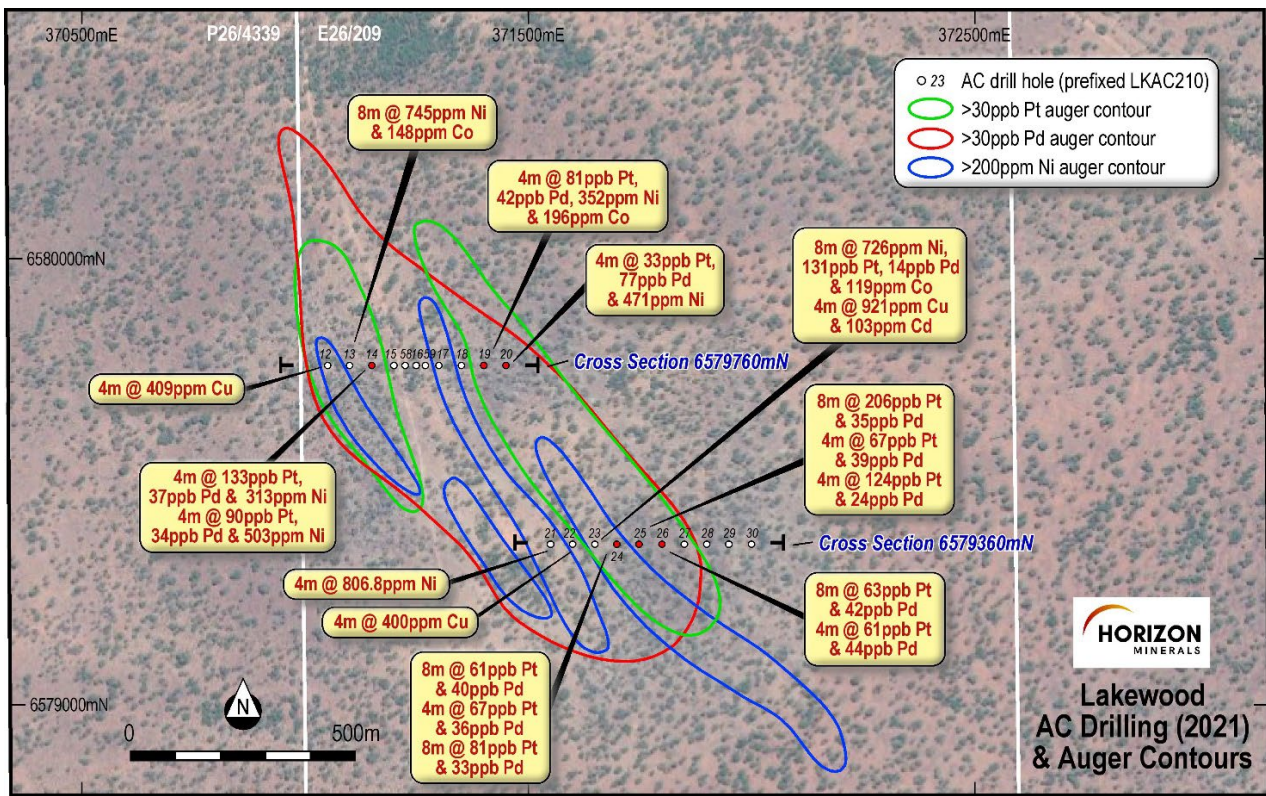 370500mE
P26/4339
E26/209
371500mE
372500mE
23 AC drill hole (prefixed LKAC210)
>30ppb Pt auger contour
>30ppb Pd auger contour
>200ppm Ni auger contour
8m @ 745ppm Ni
& 148ppm Co
4m @ 81ppb Pt,
42ppb Pd, 352ppm Ni
& 196ppm Co
4m @ 33ppb Pt,
77ppb Pd
& 471ppm Ni
8m @ 726ppm Ni,
131ppb Pt, 14ppb Pd
& 119ppm Co
4m @ 921ppm Cu
& 103ppm Cd
6580000mN
12 13 14 15 58 16 59 17 18 19 20
Cross Section 6579760mN
4m @ 409ppm Cu
8m @ 206ppb Pt
& 35ppb Pd
4m @ 67ppb Pt
& 39ppb Pd
4m @ 124ppb Pt
& 24ppb Pd
4m @ 133ppb Pt,
37ppb Pd & 313ppm Ni
4m @ 90ppb Pt,
34ppb Pd & 503ppm Ni
21 22 23 24 25 26 27 28 29 30
Cross Section 6579360mN
4m @ 806.8ppm Ni
4m @ 400ppm Cu
8m @ 63ppb Pt
& 42ppb Pd
4m @ 61ppb Pt
& 44ppb Pd
8m @ 61ppb Pt
& 40ppb Pd
4m @ 67ppb Pt
& 36ppb Pd
8m @ 81ppb Pt
& 33ppb Pd
6579000mN
N
0 500m
HORIZON
MINERALS
Lakewood
AC Drilling (2021)
& Auger Contours